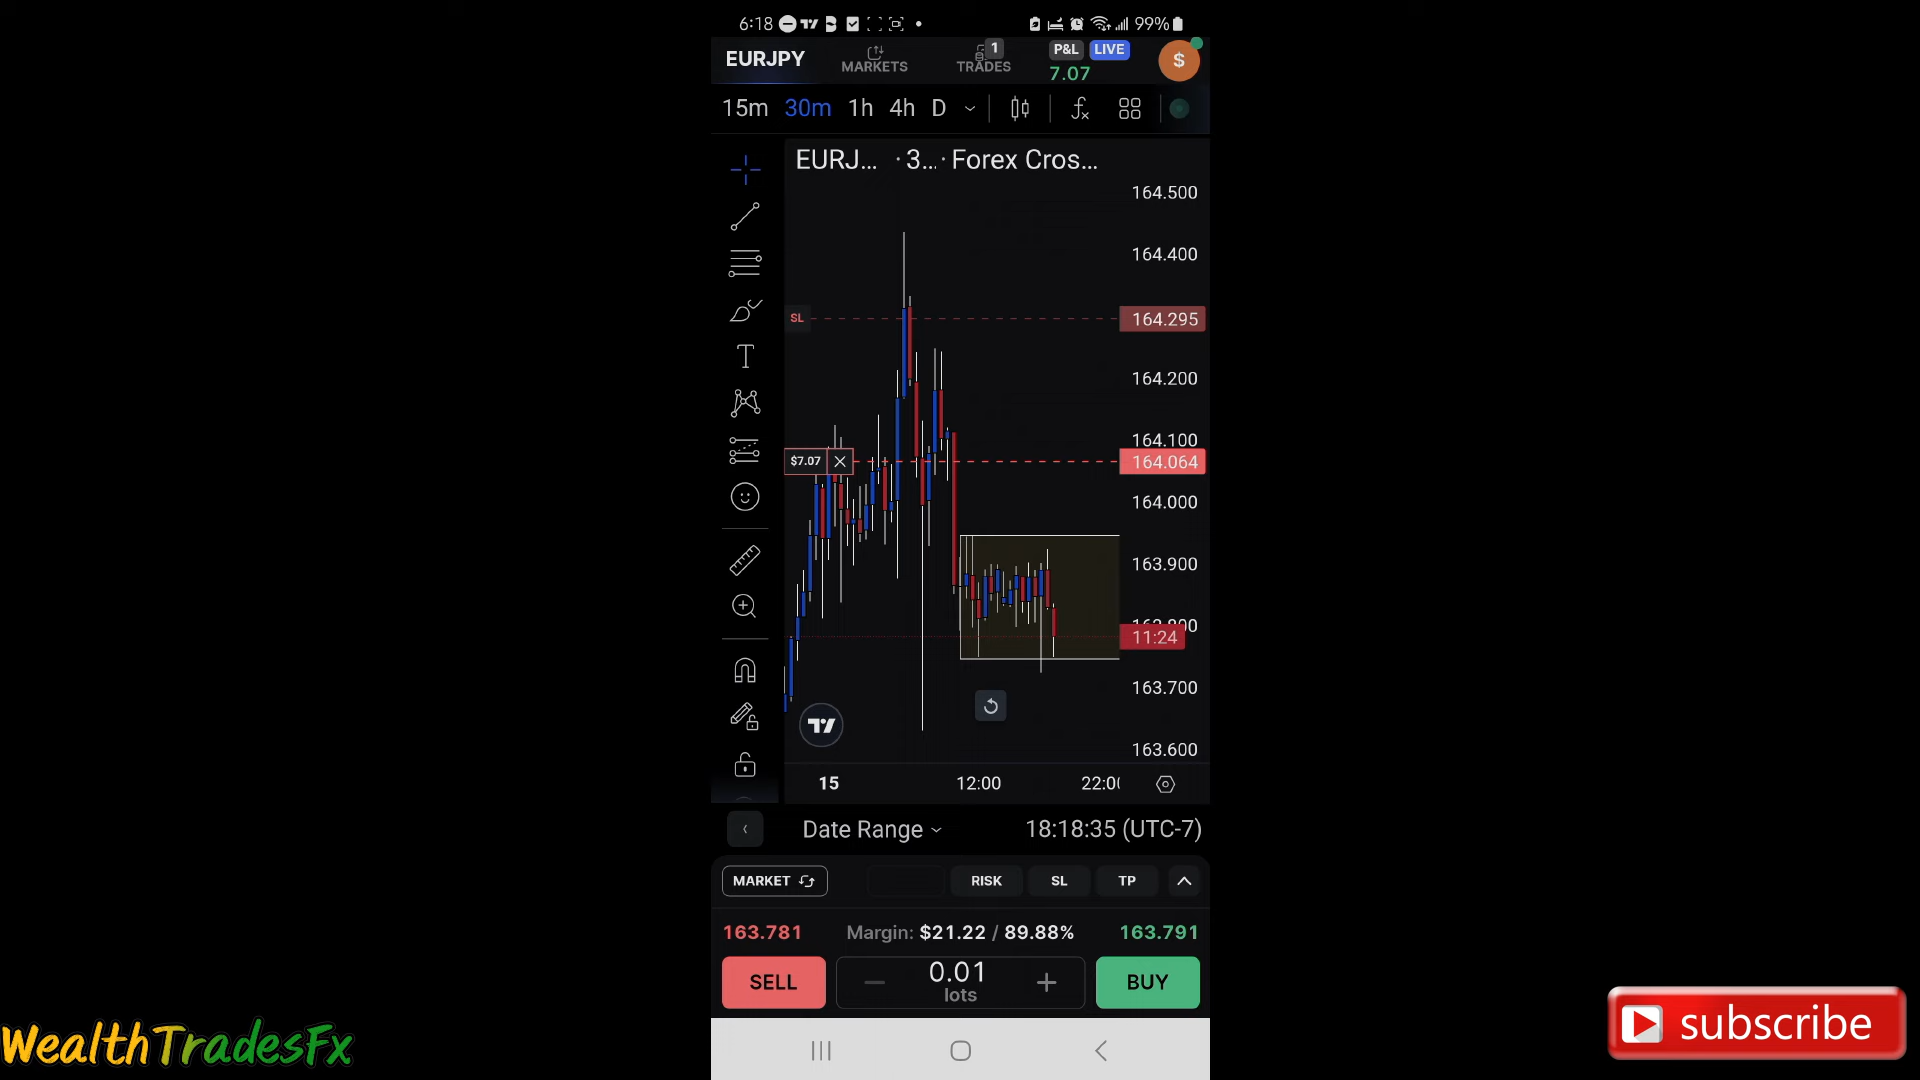 6:18 99%
EURJPY MARKETS TRADES 1 P&L LIVE 7.07 $
15m 30m 1h 4h D
EURJ... · 3... · Forex Cros...
164.500
164.400
SL 164.295
164.200
164.100
$7.07 164.064
164.000
163.900
11:24
163.700
163.600
15 12:00 22:0
Date Range 18:18:35 (UTC-7)
MARKET RISK SL TP
163.781 Margin: $21.22 / 89.88% 163.791
SELL 0.01 lots BUY
WealthTradesFx
subscribe